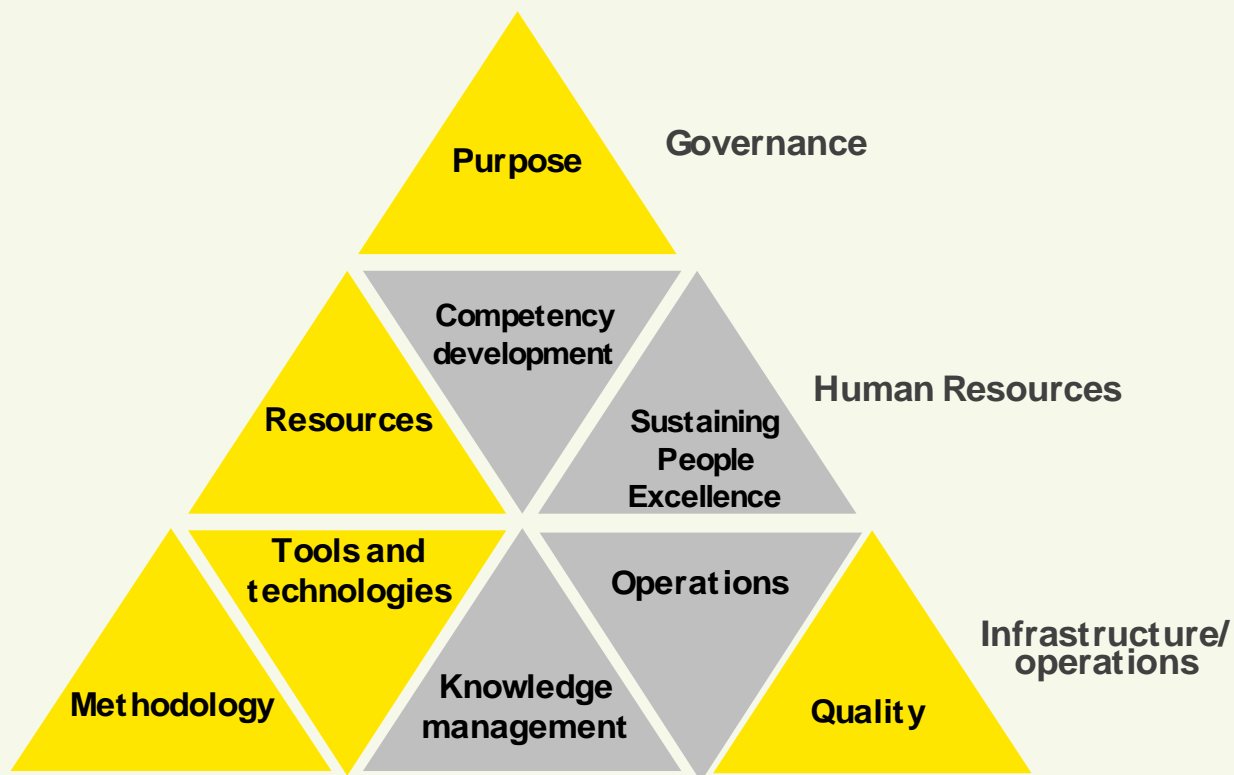 Purpose
Governance
Competency
development
Resources
Sustaining
People
Excellence
Human Resources
Tools and
technologies
Operations
Methodology
Knowledge
management
Quality
Infrastructure/
operations